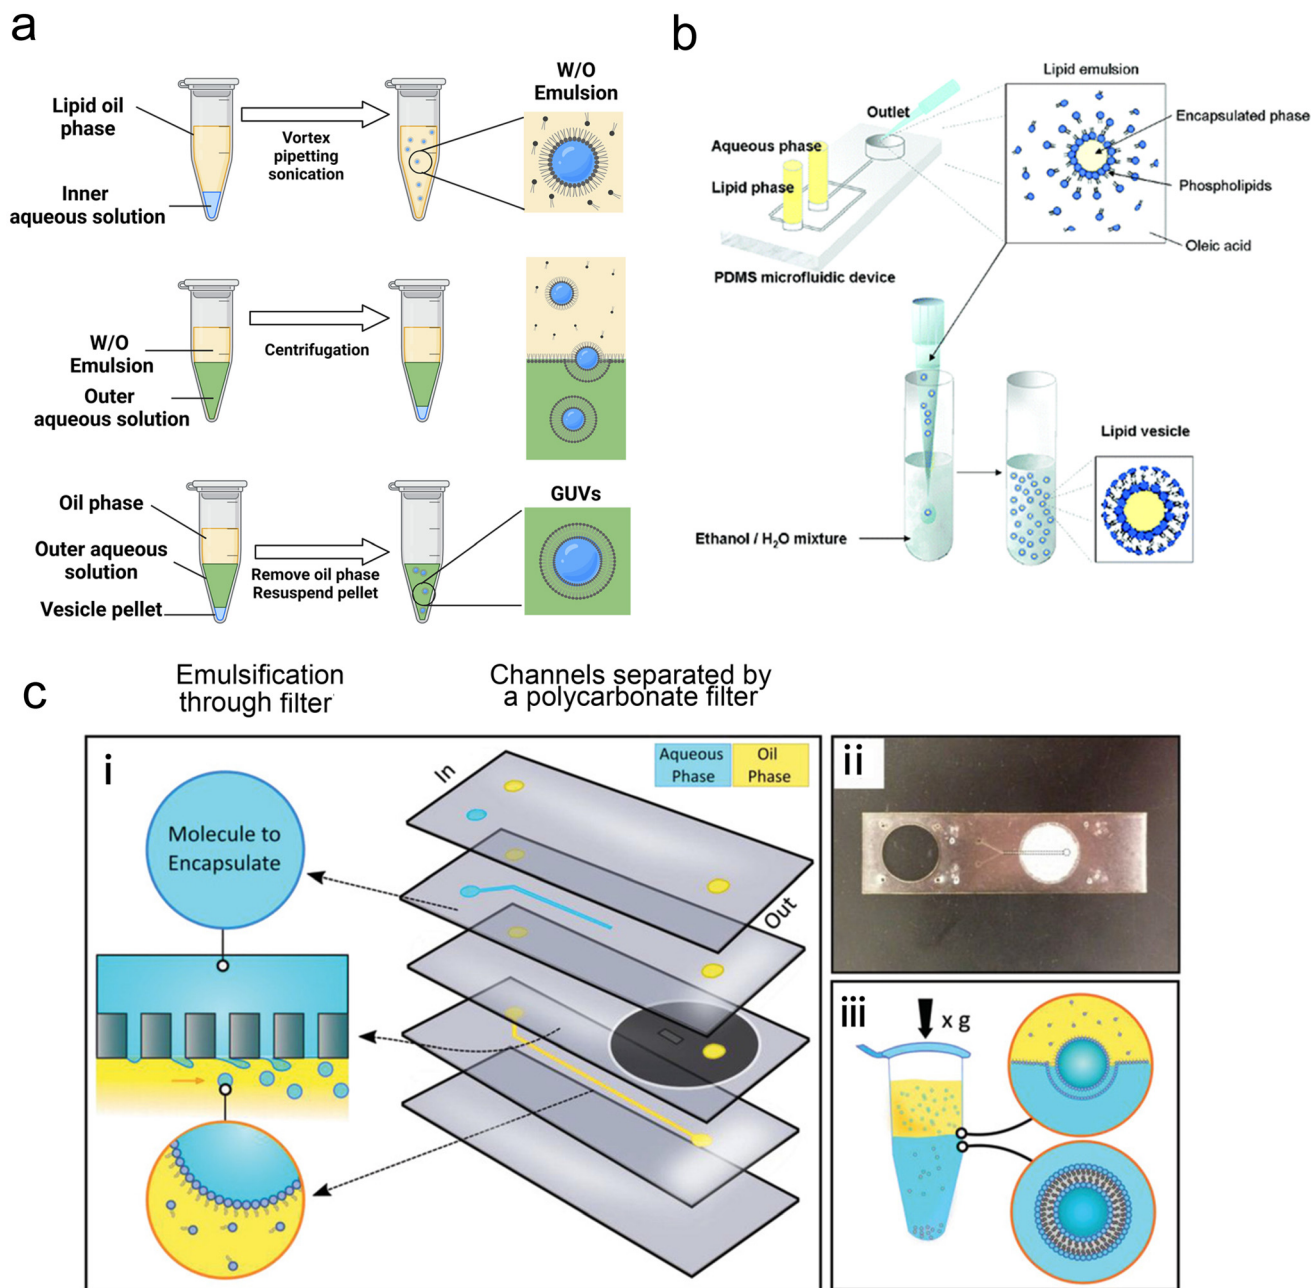 a
Lipid oil
phase
Inner
aqueous solution
Vortex
pipetting
sonication
W/O
Emulsion
W/O
Emulsion
Outer
aqueous solution
Centrifugation
Oil phase
Outer aqueous
solution
Vesicle pellet
Remove oil phase
Resuspend pellet
GUVs
b
Lipid emulsion
Outlet
Aqueous phase
Lipid phase
PDMS microfluidic device
Encapsulated phase
Phospholipids
Oleic acid
Lipid vesicle
Ethanol / H₂O mixture
c
Emulsification
through filter
Channels separated by
a polycarbonate filter
i
Molecule to
Encapsulate
In
Out
Aqueous
Phase
Oil
Phase
ii
iii
x g